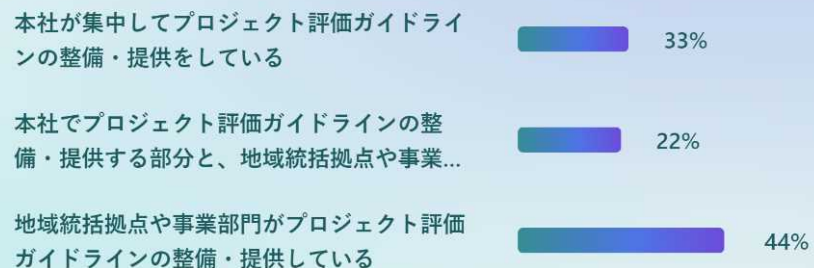 本社が集中してプロジェクト評価ガイドライ
ンの整備・提供をしている
33%
本社でプロジェクト評価ガイドラインの整
備・提供する部分と、地域統括拠点や事業...
22%
地域統括拠点や事業部門がプロジェクト評価
ガイドラインの整備・提供している
44%